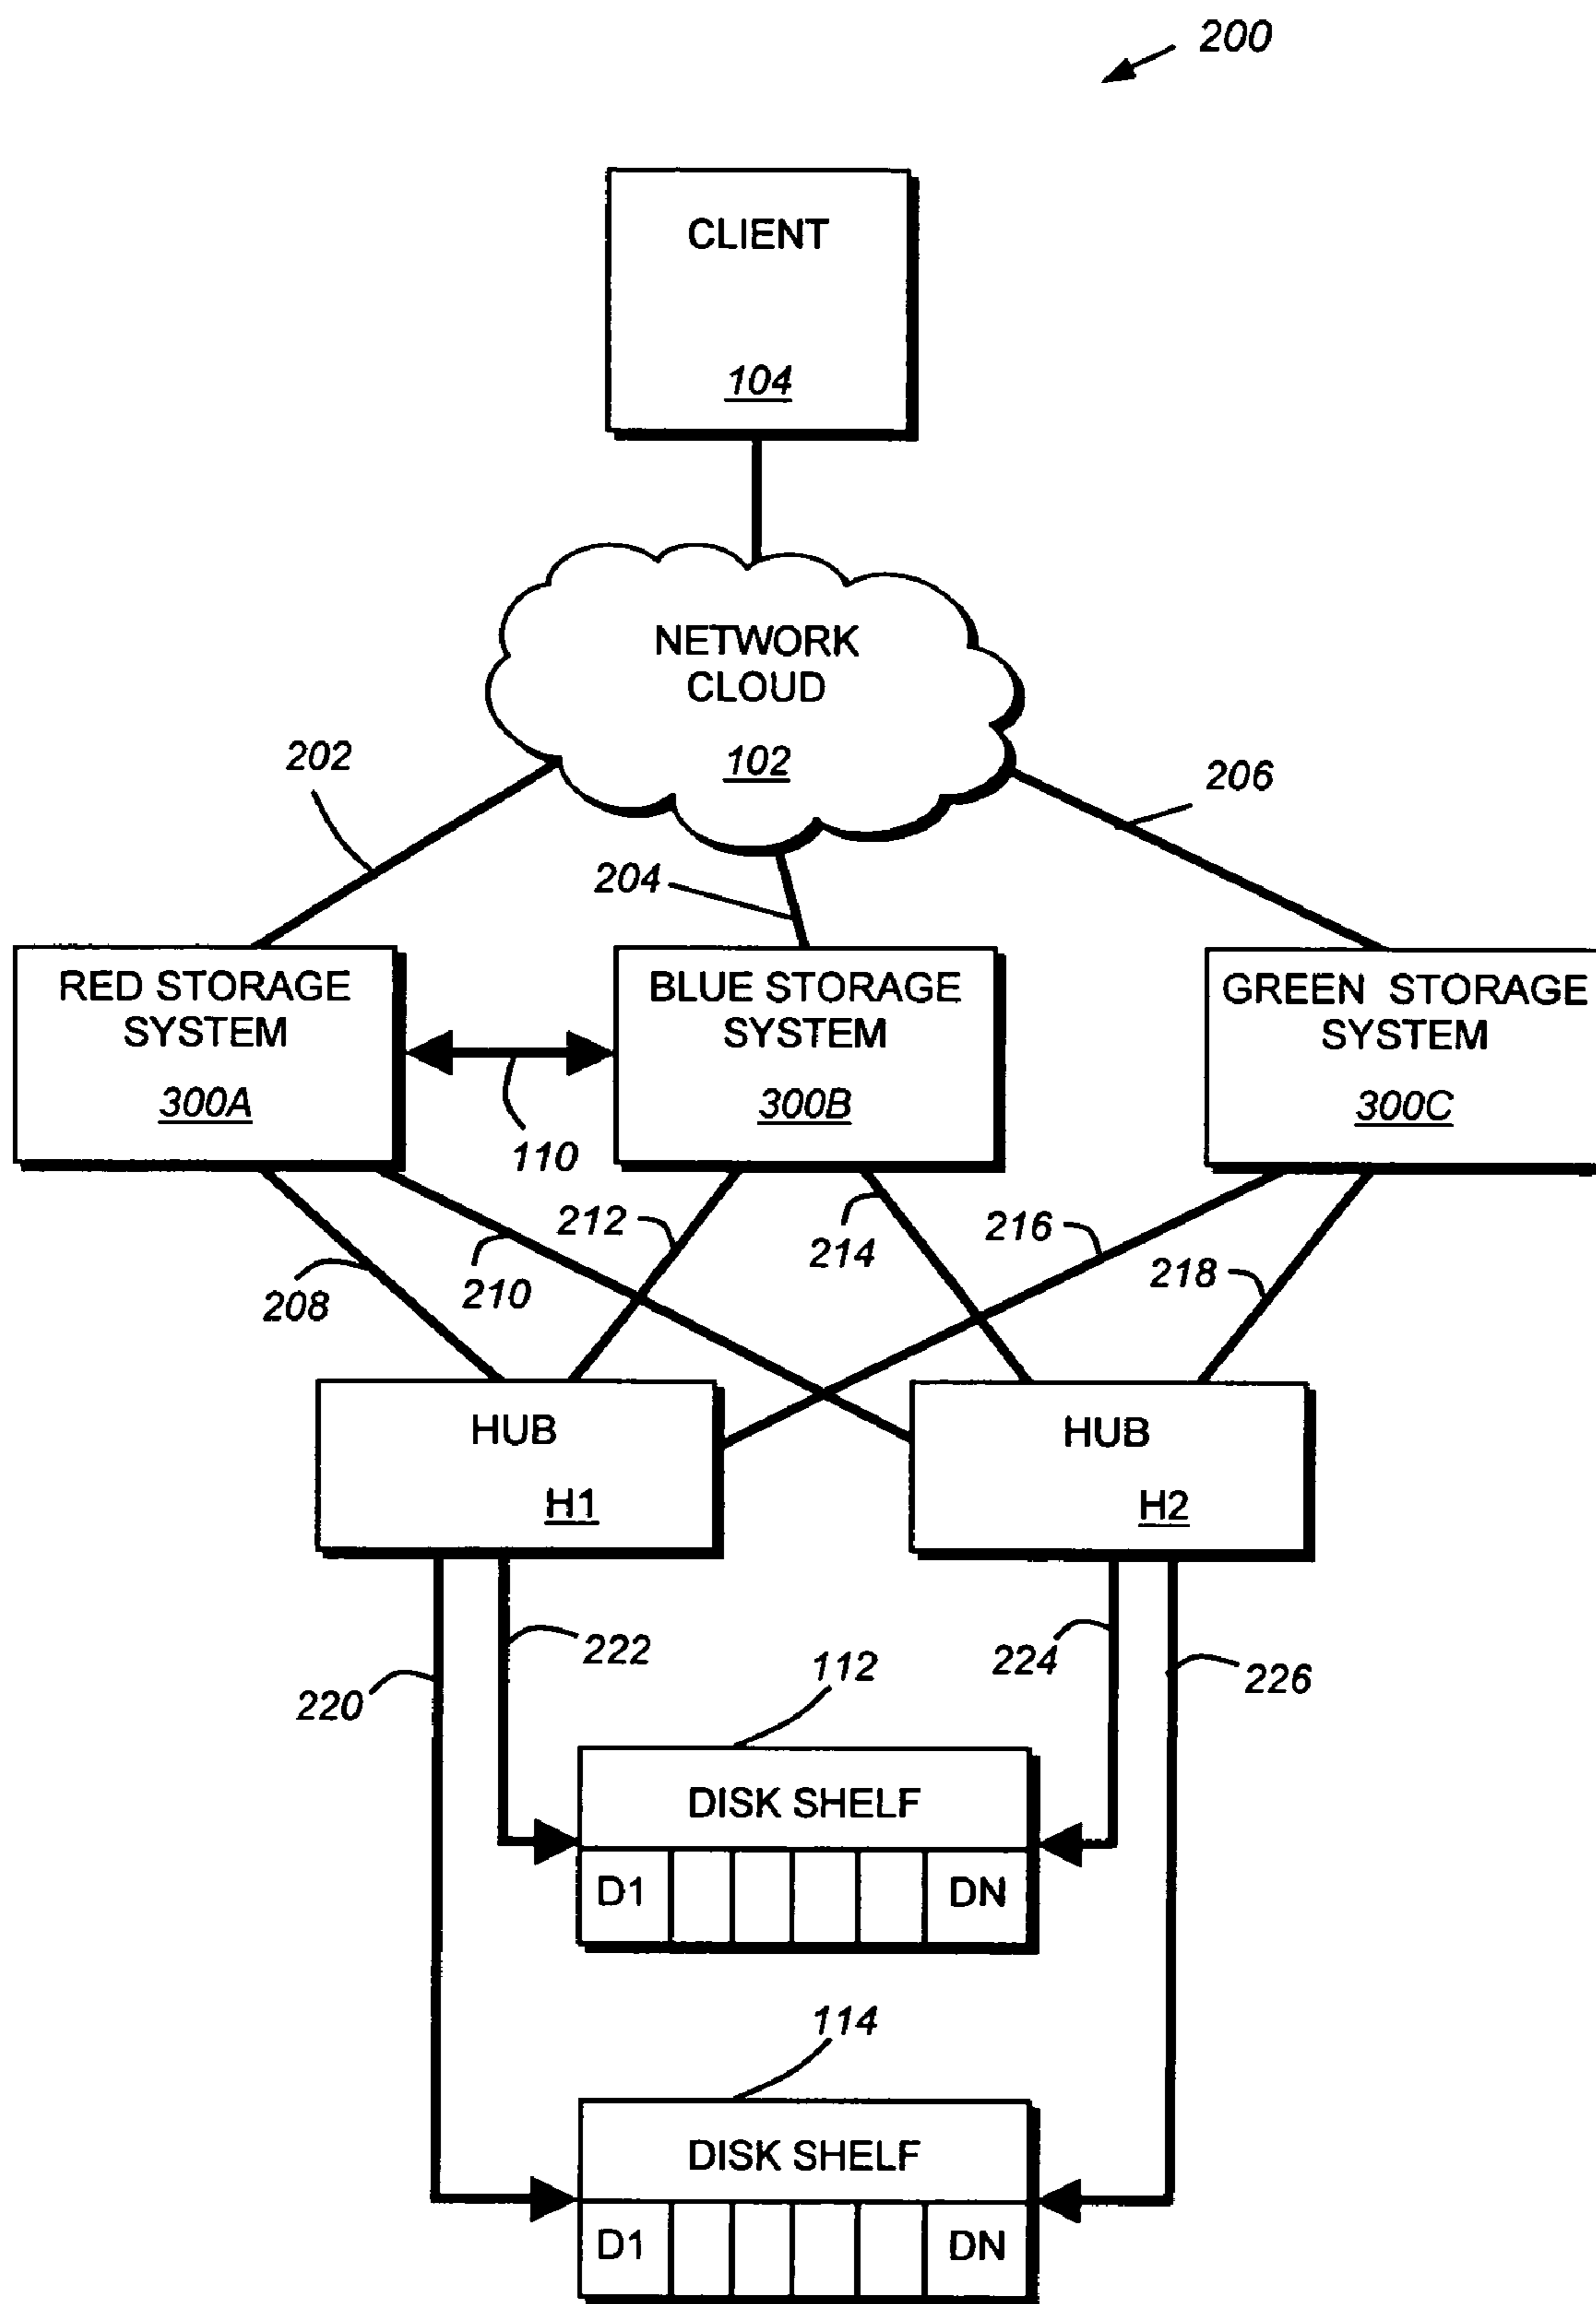 200
CLIENT
104
NETWORK
CLOUD
102
202
206
204
RED STORAGE
SYSTEM
300A
BLUE STORAGE
SYSTEM
300B
GREEN STORAGE
SYSTEM
300C
110
208
210
212
214
216
218
HUB
H1
HUB
H2
220
222
224
226
112
DISK SHELF
D1
DN
114
DISK SHELF
D1
DN